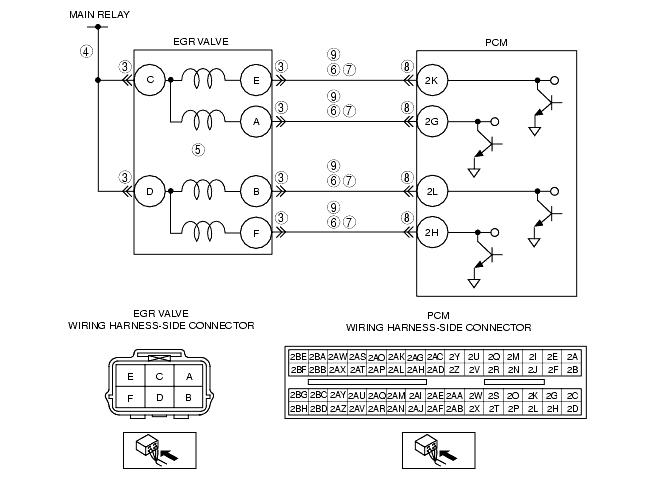 MAIN RELAY
EGR VALVE
PCM
④
③ C E ③ ⑨ ⑥ ⑦ ⑧ 2K
A ③ ⑨ ⑥ ⑦ ⑧ 2G
⑤
③ D B ③ ⑨ ⑥ ⑦ ⑧ 2L
F ③ ⑨ ⑥ ⑦ ⑧ 2H
EGR VALVE
WIRING HARNESS-SIDE CONNECTOR
E C A
F D B
PCM
WIRING HARNESS-SIDE CONNECTOR
2BE 2BA 2AW 2AS 2AO 2AK 2AG 2AC 2Y 2U 2Q 2M 2I 2E 2A
2BF 2BB 2AX 2AT 2AP 2AL 2AH 2AD 2Z 2V 2R 2N 2J 2F 2B
2BG 2BC 2AY 2AU 2AQ 2AM 2AI 2AE 2AA 2W 2S 2O 2K 2G 2C
2BH 2BD 2AZ 2AV 2AR 2AN 2AJ 2AF 2AB 2X 2T 2P 2L 2H 2D